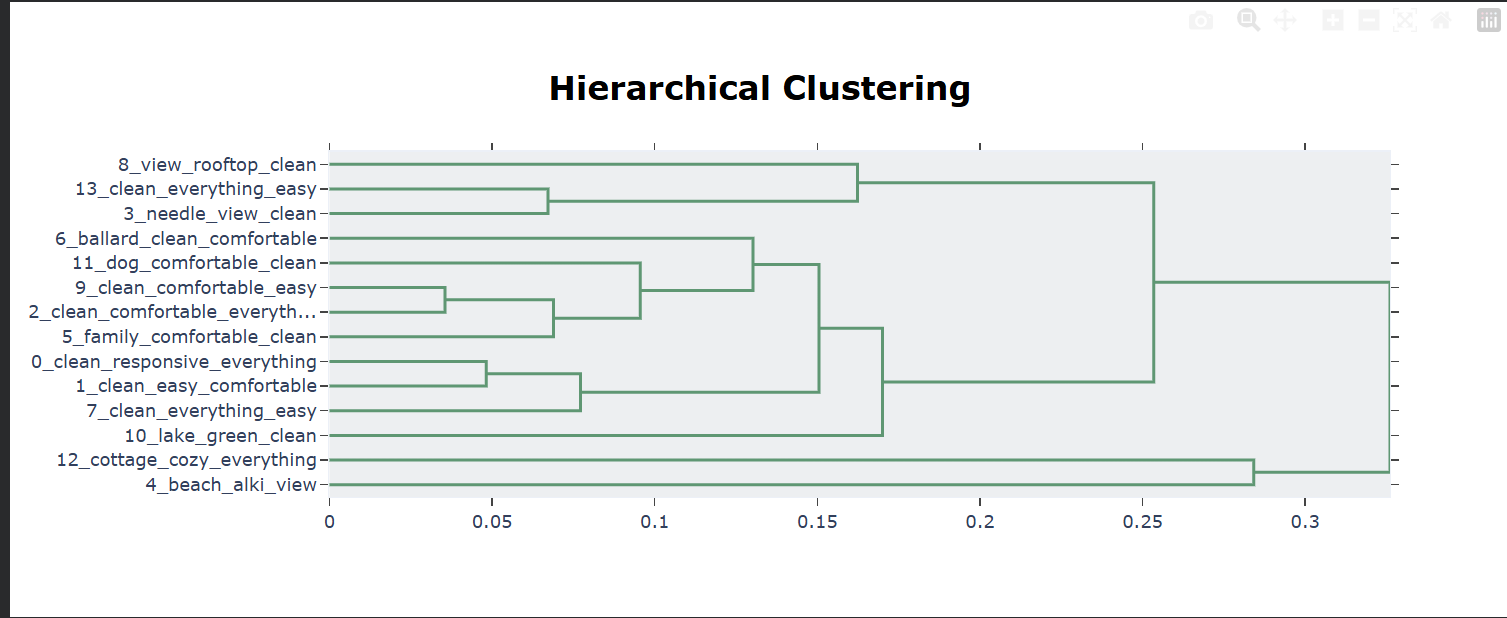 Hierarchical Clustering
8_view_rooftop_clean
13_clean_everything_easy
3_needle_view_clean
6_ballard_clean_comfortable
11_dog_comfortable_clean
9_clean_comfortable_easy
2_clean_comfortable_everyth...
5_family_comfortable_clean
0_clean_responsive_everything
1_clean_easy_comfortable
7_clean_everything_easy
10_lake_green_clean
12_cottage_cozy_everything
4_beach_alki_view
0 0.05 0.1 0.15 0.2 0.25 0.3